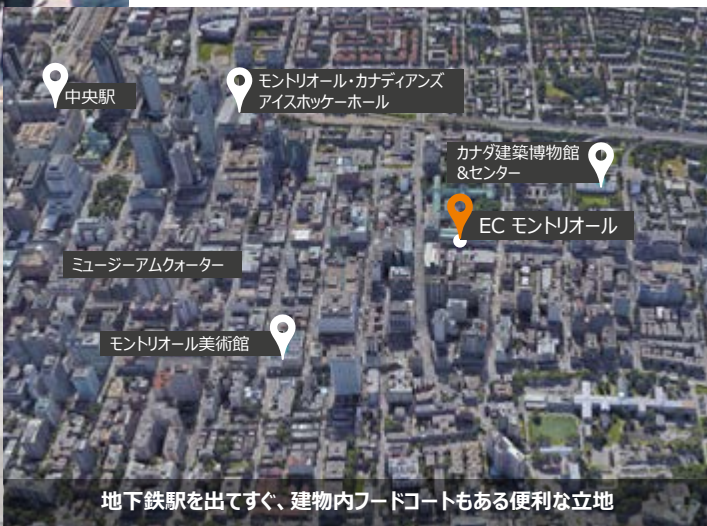 中央駅
モントリオール・カナディアンズ
アイスホッケーホール
カナダ建築博物館
&センター
EC モントリオール
ミュージーアムクォーター
モントリオール美術館
地下鉄駅を出てすぐ、建物内フードコートもある便利な立地